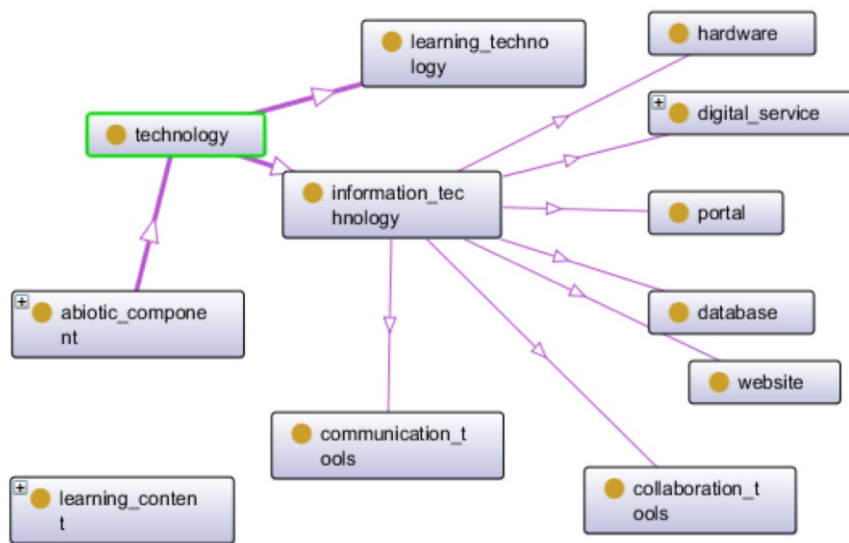 learning_techno
logy
hardware
digital_service
technology
information_tec
hnology
portal
abiotic_compone
nt
database
website
communication_t
ools
collaboration_t
ools
learning_conten
t